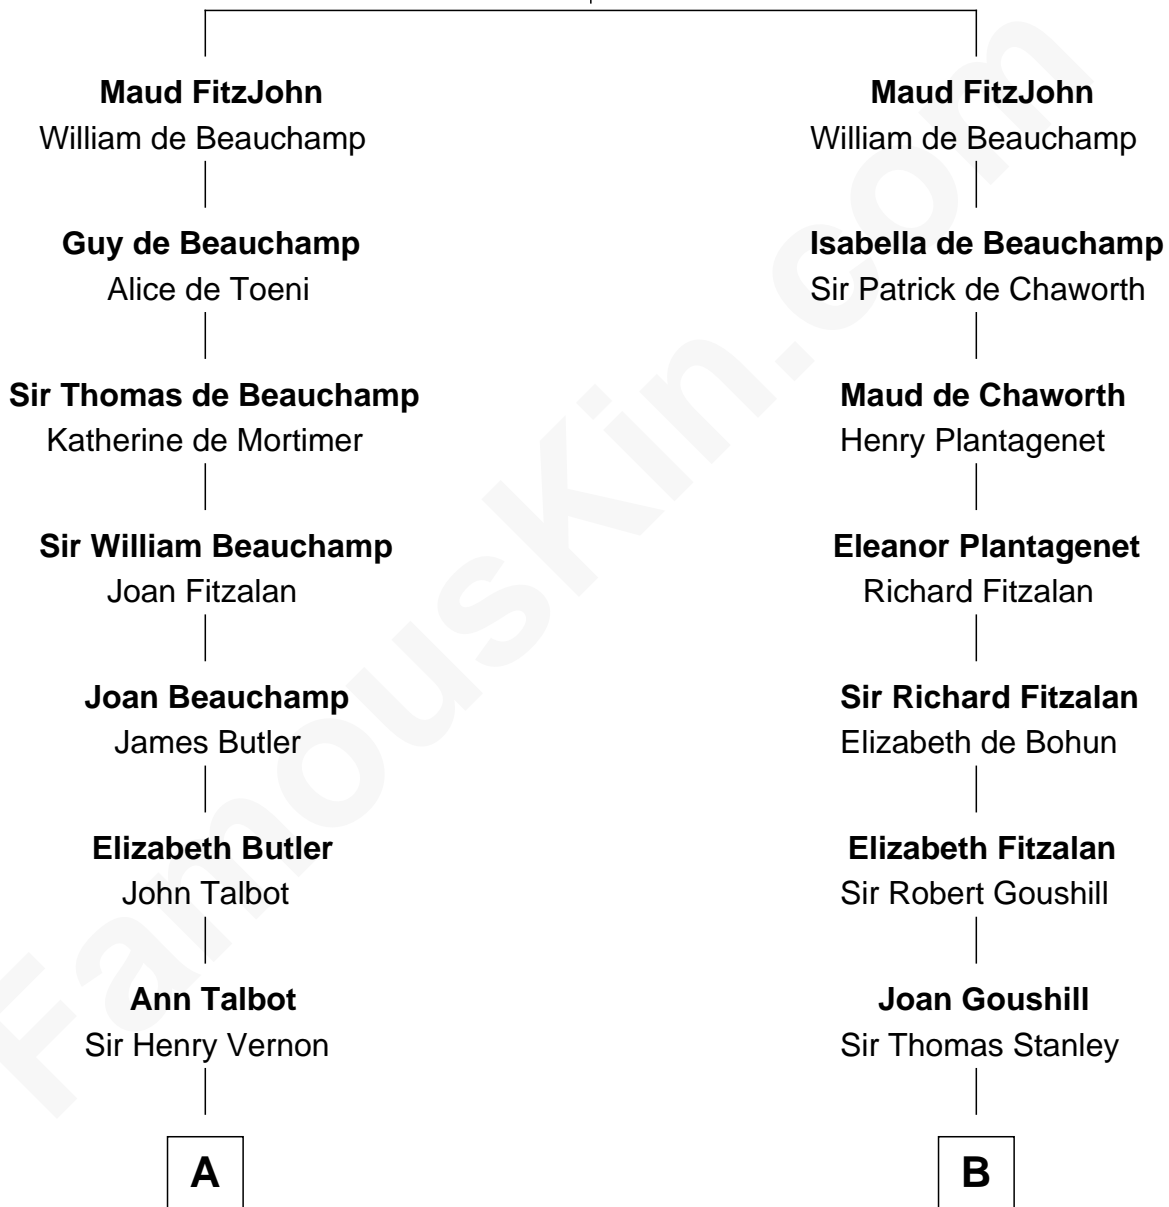 Maud FitzJohn
William de Beauchamp
Guy de Beauchamp
Alice de Toeni
Sir Thomas de Beauchamp
Katherine de Mortimer
Sir William Beauchamp
Joan Fitzalan
Joan Beauchamp
James Butler
Elizabeth Butler
John Talbot
Ann Talbot
Sir Henry Vernon
A
Maud FitzJohn
William de Beauchamp
Isabella de Beauchamp
Sir Patrick de Chaworth
Maud de Chaworth
Henry Plantagenet
Eleanor Plantagenet
Richard Fitzalan
Sir Richard Fitzalan
Elizabeth de Bohun
Elizabeth Fitzalan
Sir Robert Goushill
Joan Goushill
Sir Thomas Stanley
B
FamousKin.com